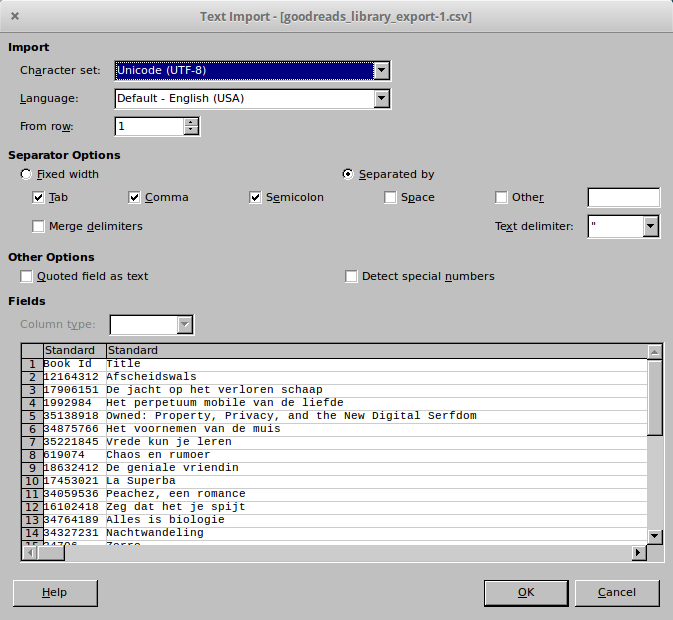 Text Import - [goodreads_library_export-1.csv]
Import
Character set: Unicode (UTF-8)
Language: Default - English (USA)
From row: 1
Separator Options
Fixed width Separated by
Tab Comma Semicolon Space Other
Merge delimiters Text delimiter: "
Other Options
Quoted field as text Detect special numbers
Fields
Column type:
Standard Standard
1 Book Id Title
2 12164312 Afscheidswals
3 17906151 De jacht op het verloren schaap
4 1992984 Het perpetuum mobile van de liefde
5 35138918 Owned: Property, Privacy, and the New Digital Serfdom
6 34875766 Het voornemen van de muis
7 35221845 Vrede kun je leren
8 619074 Chaos en rumoer
9 18632412 De geniale vriendin
10 17453021 La Superba
11 34059536 Peachez, een romance
12 16102418 Zeg dat het je spijt
13 34764189 Alles is biologie
14 34327231 Nachtwandeling
Help OK Cancel